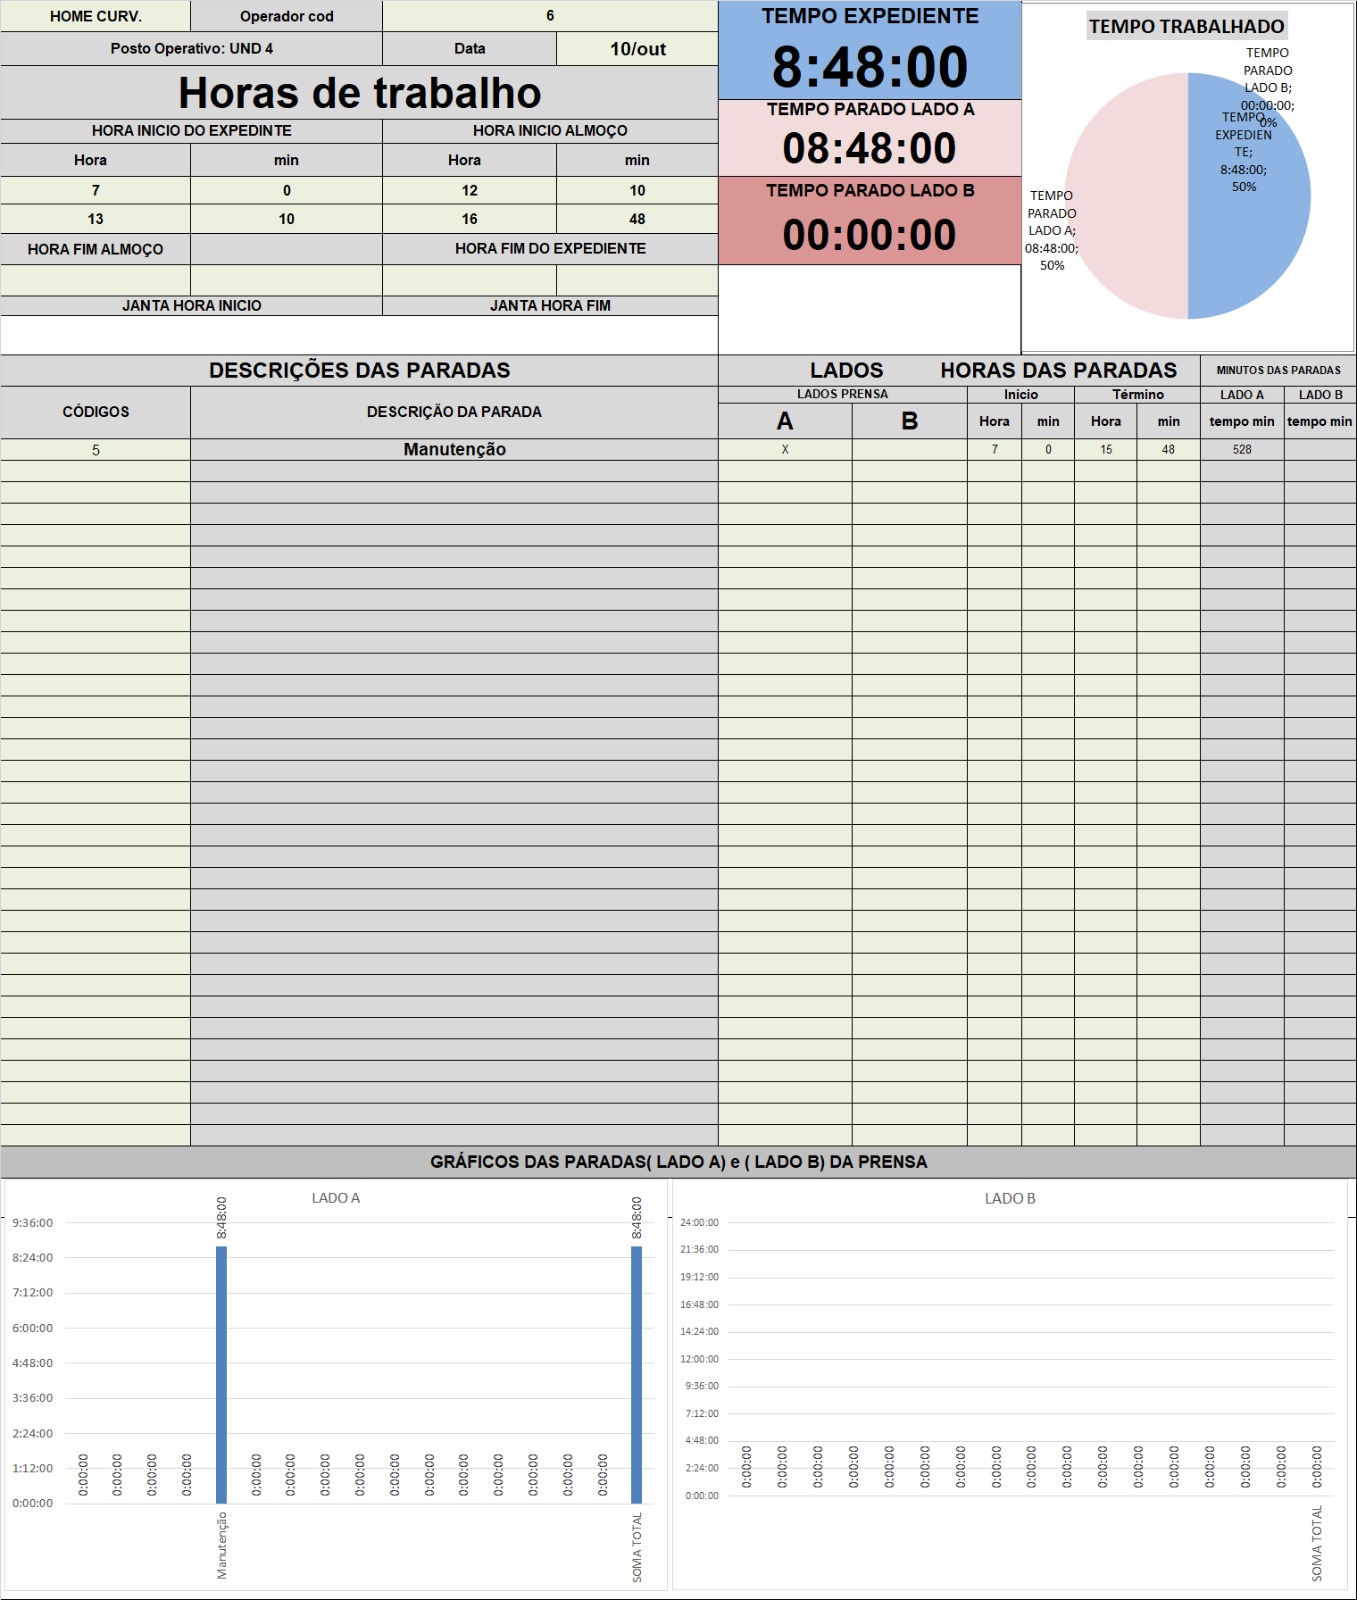 HOME CURV. Operador cod 6
Posto Operativo: UND 4 Data 10/out
Horas de trabalho
HORA INICIO DO EXPEDINTE HORA INICIO ALMOÇO
Hora min Hora min
7 0 12 10
13 10 16 48
HORA FIM ALMOÇO HORA FIM DO EXPEDIENTE
JANTA HORA INICIO JANTA HORA FIM
TEMPO EXPEDIENTE
8:48:00
TEMPO PARADO LADO A
08:48:00
TEMPO PARADO LADO B
00:00:00
TEMPO TRABALHADO
TEMPO
PARADO
LADO B;
00:00:00;
0%
TEMPO
EXPEDIEN
TE;
8:48:00;
50%
TEMPO
PARADO
LADO A;
08:48:00;
50%
DESCRIÇÕES DAS PARADAS LADOS HORAS DAS PARADAS MINUTOS DAS PARADAS
CÓDIGOS DESCRIÇÃO DA PARADA LADOS PRENSA Início Término LADO A LADO B
A B Hora min Hora min tempo min tempo min
5 Manutenção X 7 0 15 48 528
GRÁFICOS DAS PARADAS( LADO A) e ( LADO B) DA PRENSA
LADO A
9:36:00
8:24:00
7:12:00
6:00:00
4:48:00
3:36:00
2:24:00
1:12:00
0:00:00
0:00:00 0:00:00 0:00:00 0:00:00 8:48:00 0:00:00 0:00:00 0:00:00 0:00:00 0:00:00 0:00:00 0:00:00 0:00:00 0:00:00 0:00:00 0:00:00 8:48:00
Manutenção SOMA TOTAL
LADO B
24:00:00
21:36:00
19:12:00
16:48:00
14:24:00
12:00:00
9:36:00
7:12:00
4:48:00
2:24:00
0:00:00
0:00:00 0:00:00 0:00:00 0:00:00 0:00:00 0:00:00 0:00:00 0:00:00 0:00:00 0:00:00 0:00:00 0:00:00 0:00:00 0:00:00 0:00:00 0:00:00 0:00:00
SOMA TOTAL